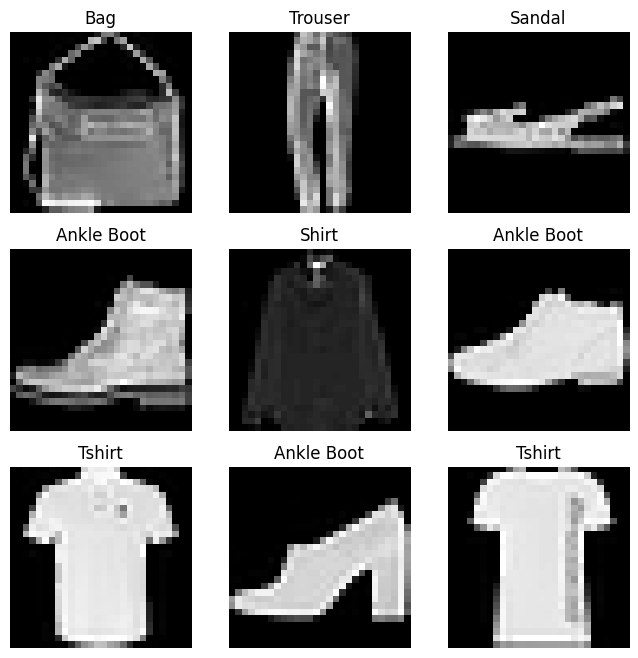 Bag
Trouser
Sandal
Ankle Boot
Shirt
Ankle Boot
Tshirt
Ankle Boot
Tshirt